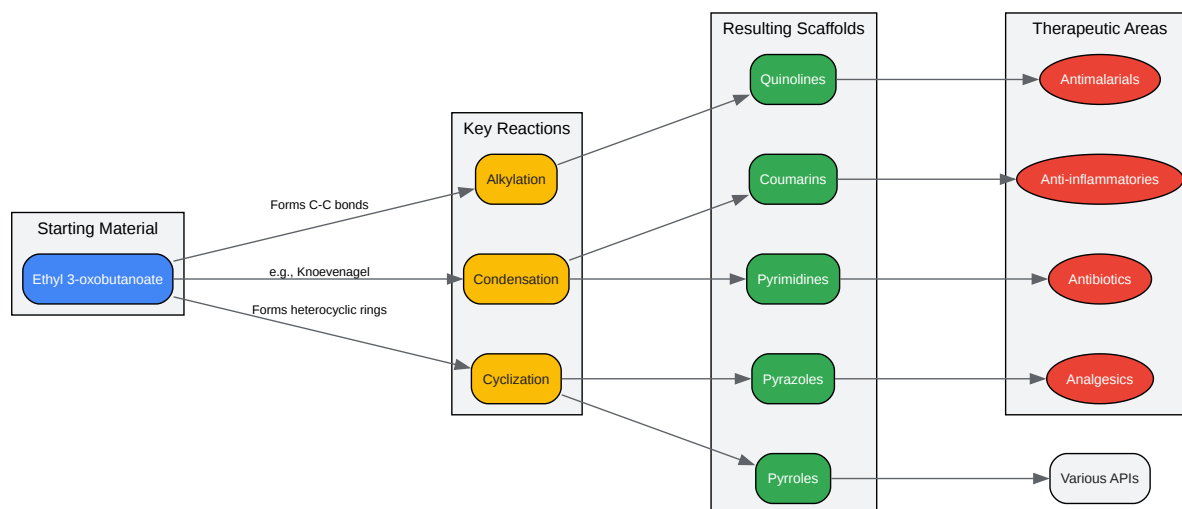 Resulting Scaffolds
Therapeutic Areas
Quinolines
Antimalarials
Key Reactions
Alkylation
Coumarins
Anti-inflammatories
Forms C-C bonds
Starting Material
Ethyl 3-oxobutanoate
e.g., Knoevenagel
Condensation
Pyrimidines
Antibiotics
Forms heterocyclic rings
Cyclization
Pyrazoles
Analgesics
Pyrroles
Various APIs